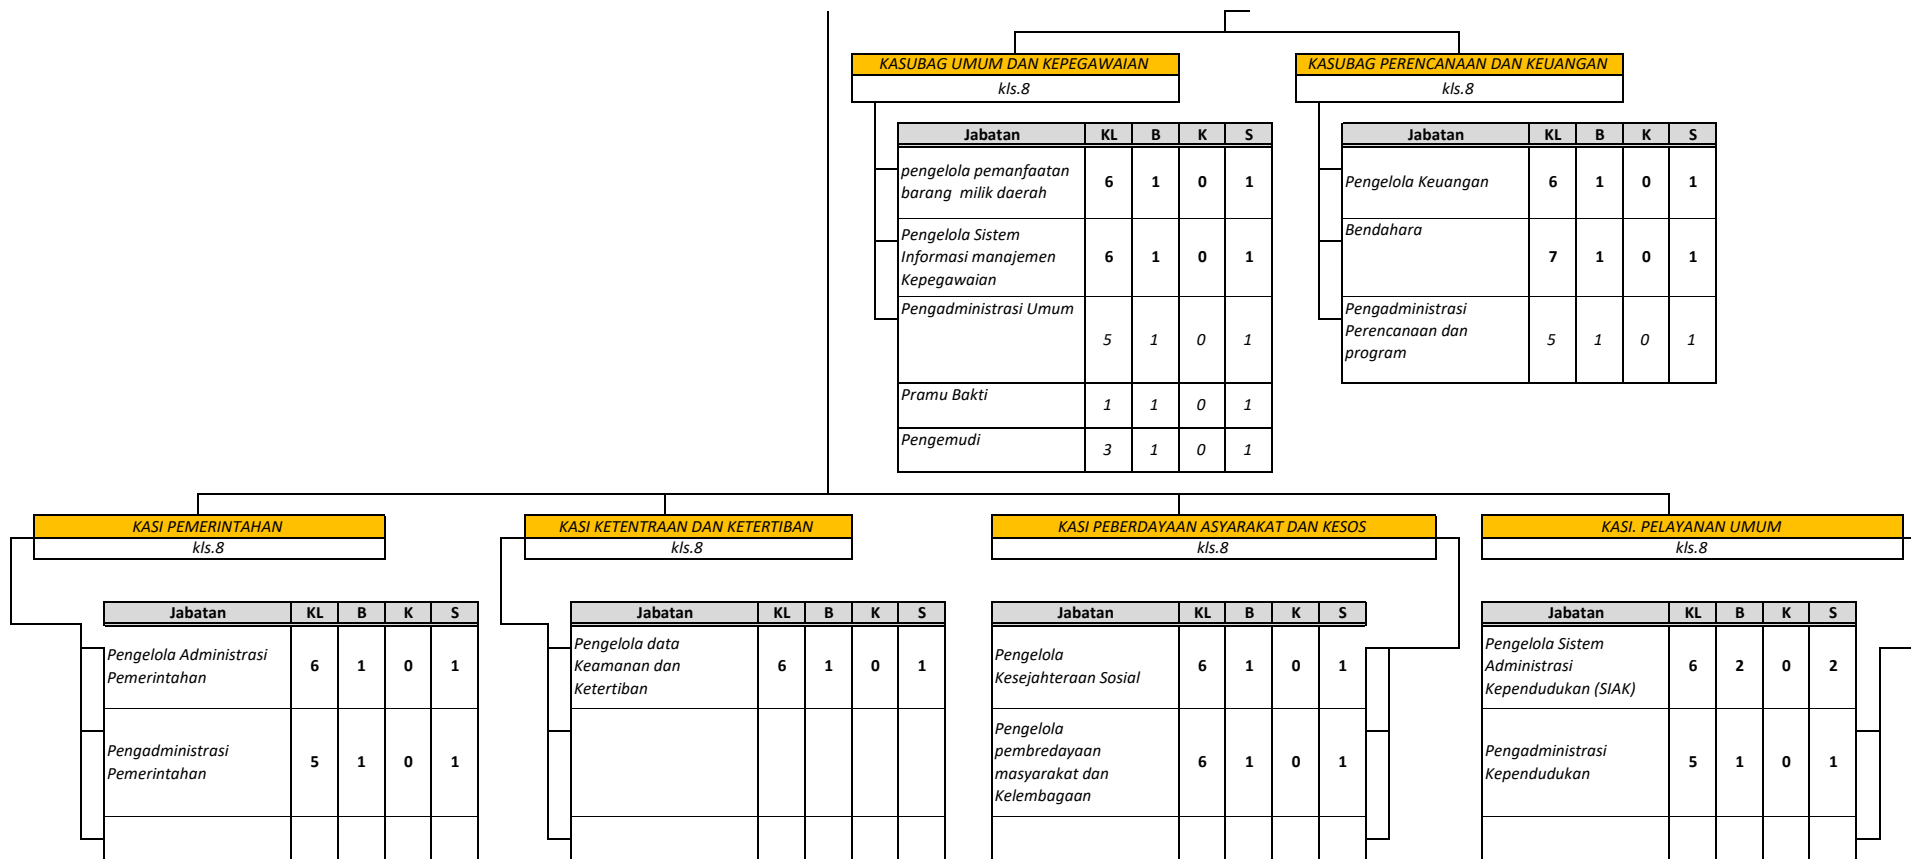 KASUBAG UMUM DAN KEPEGAWAIAN
kls.8
Jabatan KL B K S
pengelola pemanfaatan
barang milik daerah 6 1 0 1
Pengelola Sistem
Informasi manajemen 6 1 0 1
Kepegawaian
Pengadministrasi Umum
5 1 0 1
Pramu Bakti
1 1 0 1
Pengemudi
3 1 0 1
KASUBAG PERENCANAAN DAN KEUANGAN
kls.8
Jabatan KL B K S
Pengelola Keuangan 6 1 0 1
Bendahara
7 1 0 1
Pengadministrasi
Perencanaan dan
program 5 1 0 1
KASI PEMERINTAHAN
kls.8
Jabatan KL B K S
Pengelola Administrasi
Pemerintahan 6 1 0 1
Pengadministrasi
Pemerintahan 5 1 0 1
KASI KETENTRAAN DAN KETERTIBAN
kls.8
Jabatan KL B K S
Pengelola data
Keamanan dan 6 1 0 1
Ketertiban
KASI PEBERDAYAAN ASYARAKAT DAN KESOS
kls.8
Jabatan KL B K S
Pengelola
Kesejahteraan Sosial 6 1 0 1
Pengelola
pembredayaan
masyarakat dan 6 1 0 1
Kelembagaan
KASI. PELAYANAN UMUM
kls.8
Jabatan KL B K S
Pengelola Sistem
Administrasi 6 2 0 2
Kependudukan (SIAK)
Pengadministrasi
Kependudukan 5 1 0 1